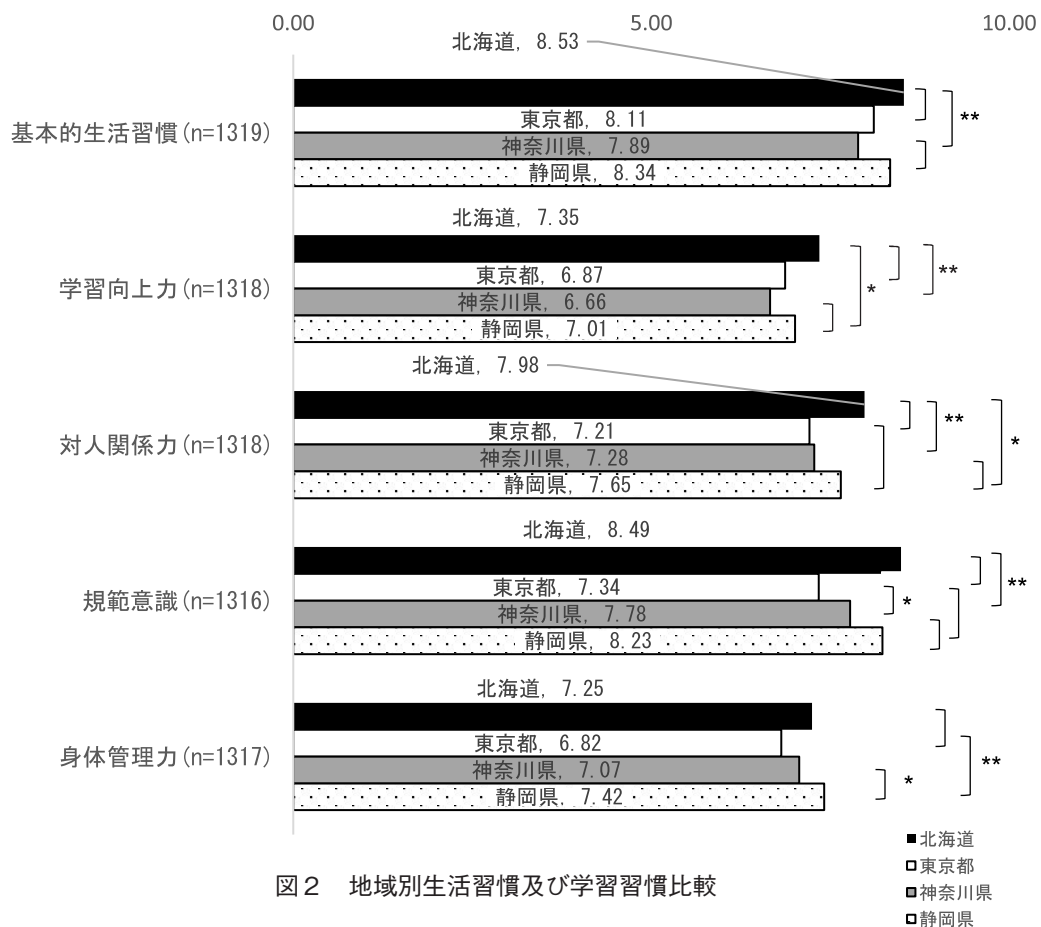 0.00 5.00 10.00
北海道, 8.53
基本的生活習慣(n=1319)
東京都, 8.11
神奈川県, 7.89
静岡県, 8.34
**
北海道, 7.35
学習向上力(n=1318)
東京都, 6.87
神奈川県, 6.66
静岡県, 7.01
* **
北海道, 7.98
対人関係力(n=1318)
東京都, 7.21
神奈川県, 7.28
静岡県, 7.65
** *
北海道, 8.49
規範意識(n=1316)
東京都, 7.34
神奈川県, 7.78
静岡県, 8.23
* **
北海道, 7.25
身体管理力(n=1317)
東京都, 6.82
神奈川県, 7.07
静岡県, 7.42
* **
北海道
東京都
神奈川県
静岡県
図2 地域別生活習慣及び学習習慣比較